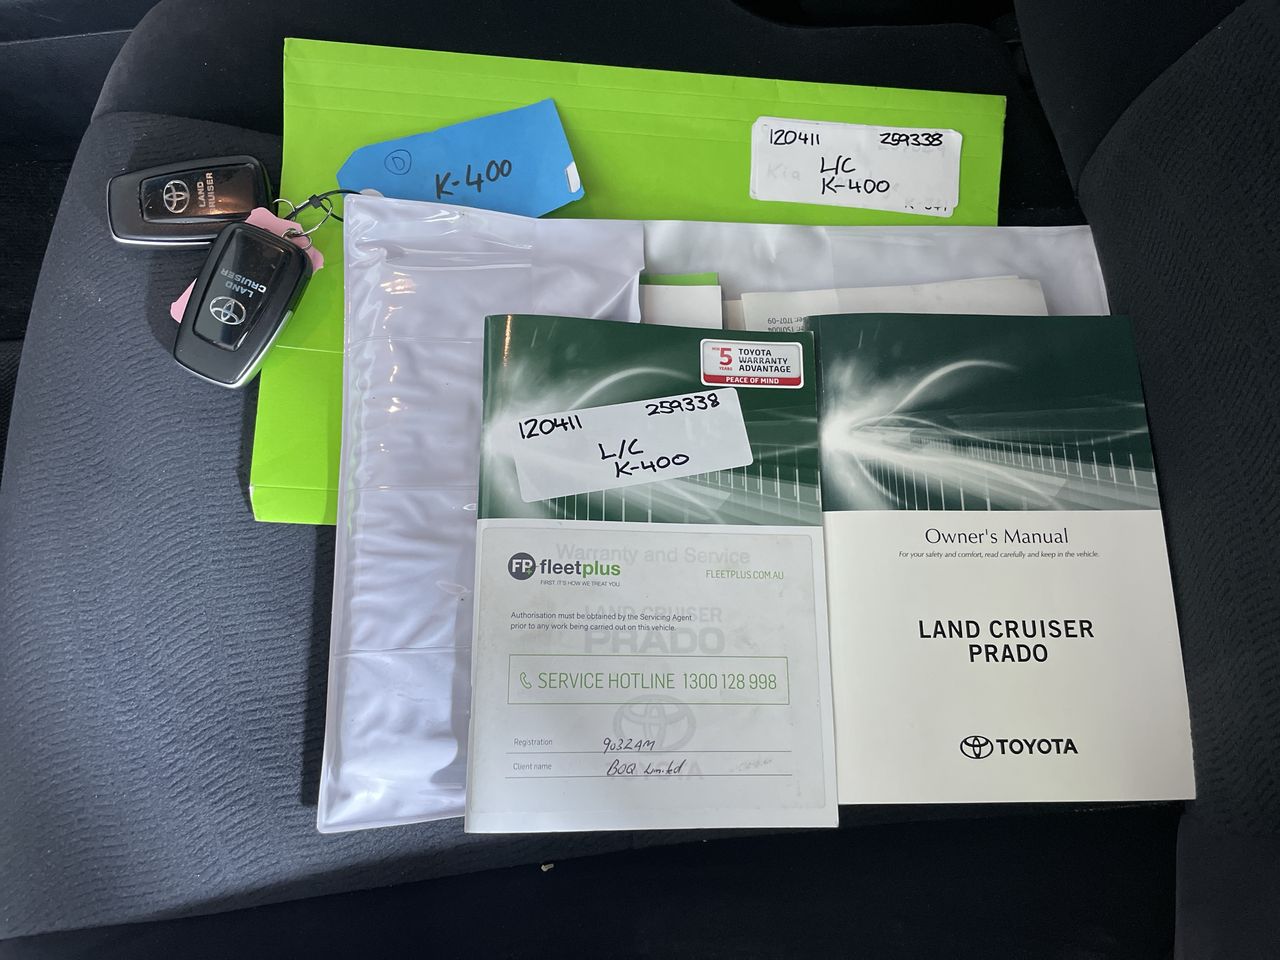 D
K-400
120411 259338
L/C
K-400
LAND
CRUISER
LAND
CRUISER
5
YEARS
TOYOTA
WARRANTY
ADVANTAGE
PEACE OF MIND
120411 259338
L/C
K-400
Warranty and Service
FP fleetplus
FIRST. IT'S HOW WE TREAT YOU
FLEETPLUS.COM.AU
LAND CRUISER
PRADO
Authorisation must be obtained by the Servicing Agent
prior to any work being carried out on this vehicle.
SERVICE HOTLINE 1300 128 998
Registration 903ZAM
Client name BOQ Limited
Owner's Manual
For your safety and comfort, read carefully and keep in the vehicle.
LAND CRUISER
PRADO
TOYOTA